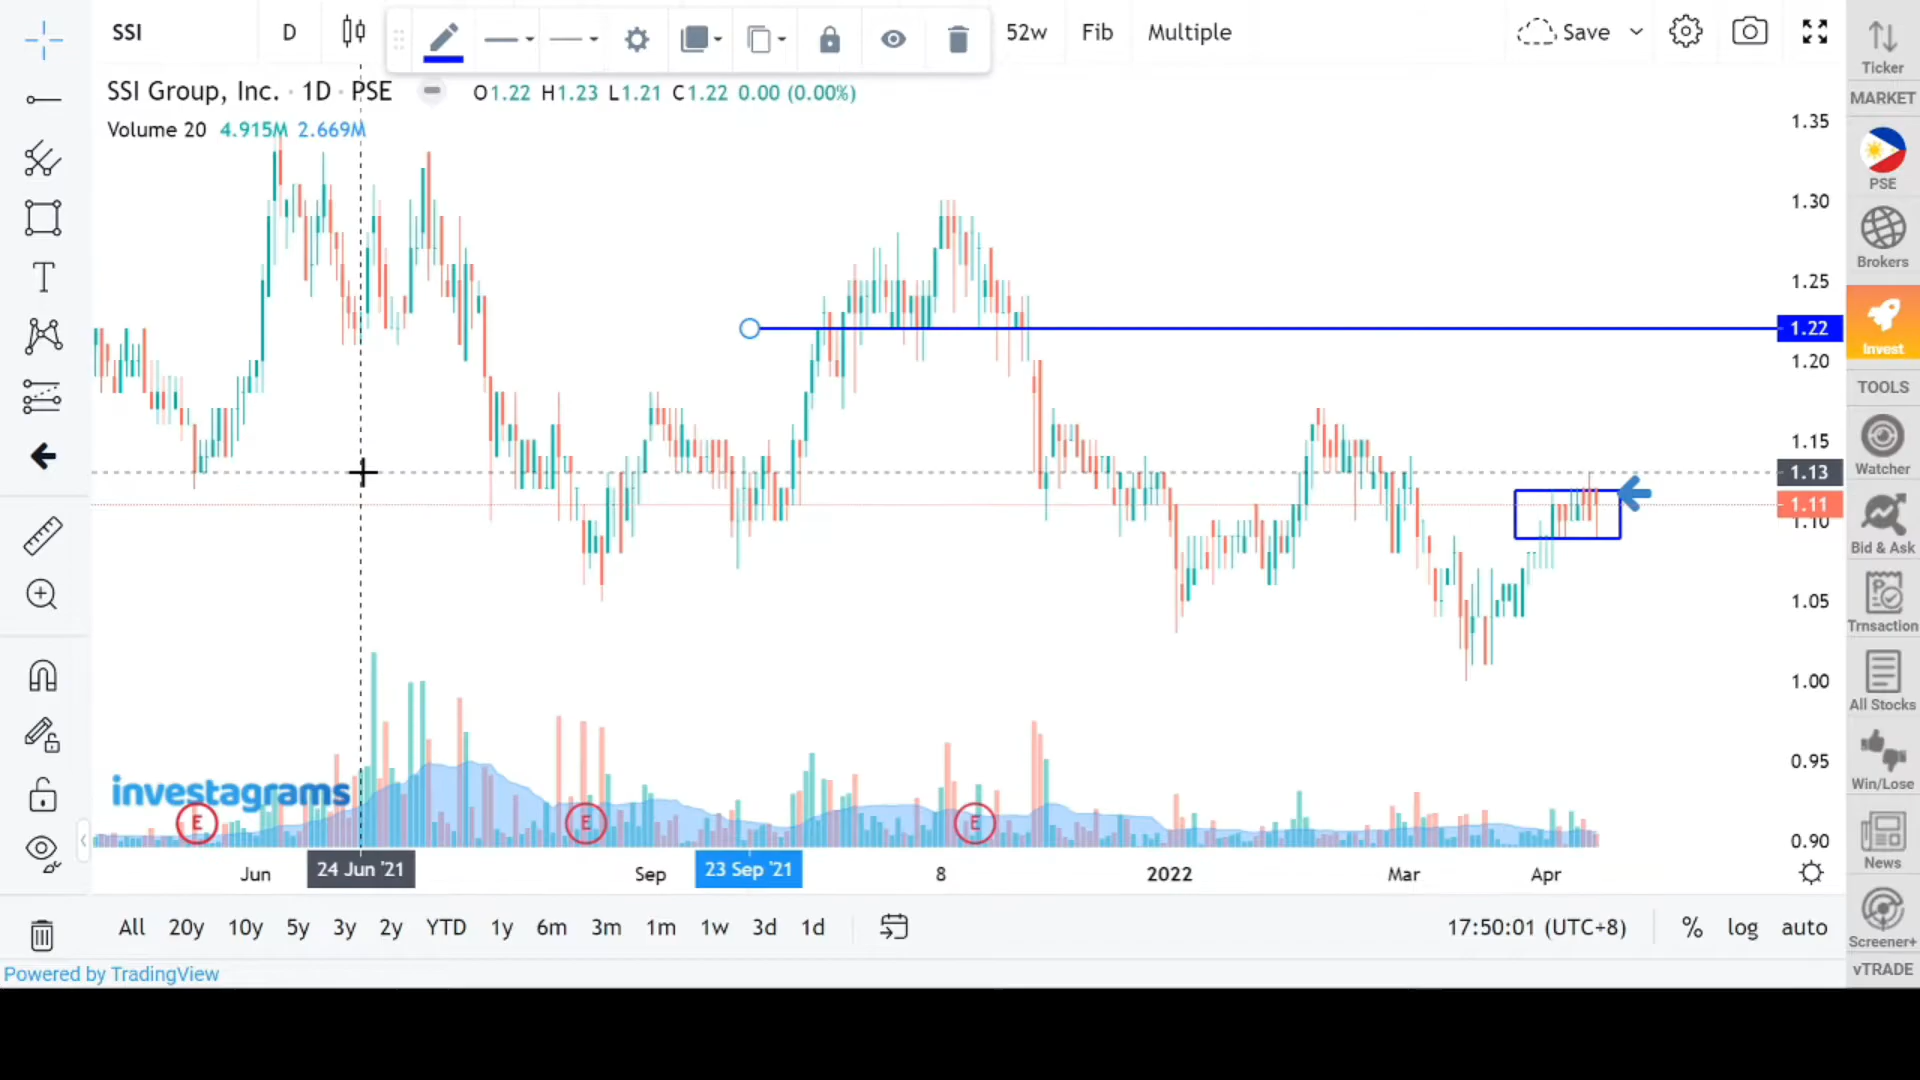 SSI D 52w Fib Multiple Save Ticker
SSI Group, Inc. · 1D · PSE O1.22 H1.23 L1.21 C1.22 0.00 (0.00%)
Volume 20 4.915M 2.669M
1.35
1.30
1.25
1.22
1.20
1.15
1.13
1.11
1.10
1.05
1.00
0.95
0.90
MARKET
PSE
Brokers
Invest
TOOLS
Watcher
Bid & Ask
Trnsaction
All Stocks
Win/Lose
News
Screener+
vTRADE
T
investagrams
E E E
Jun 24 Jun '21 Sep 23 Sep '21 8 2022 Mar Apr
All 20y 10y 5y 3y 2y YTD 1y 6m 3m 1m 1w 3d 1d 17:50:01 (UTC+8) % log auto
Powered by TradingView